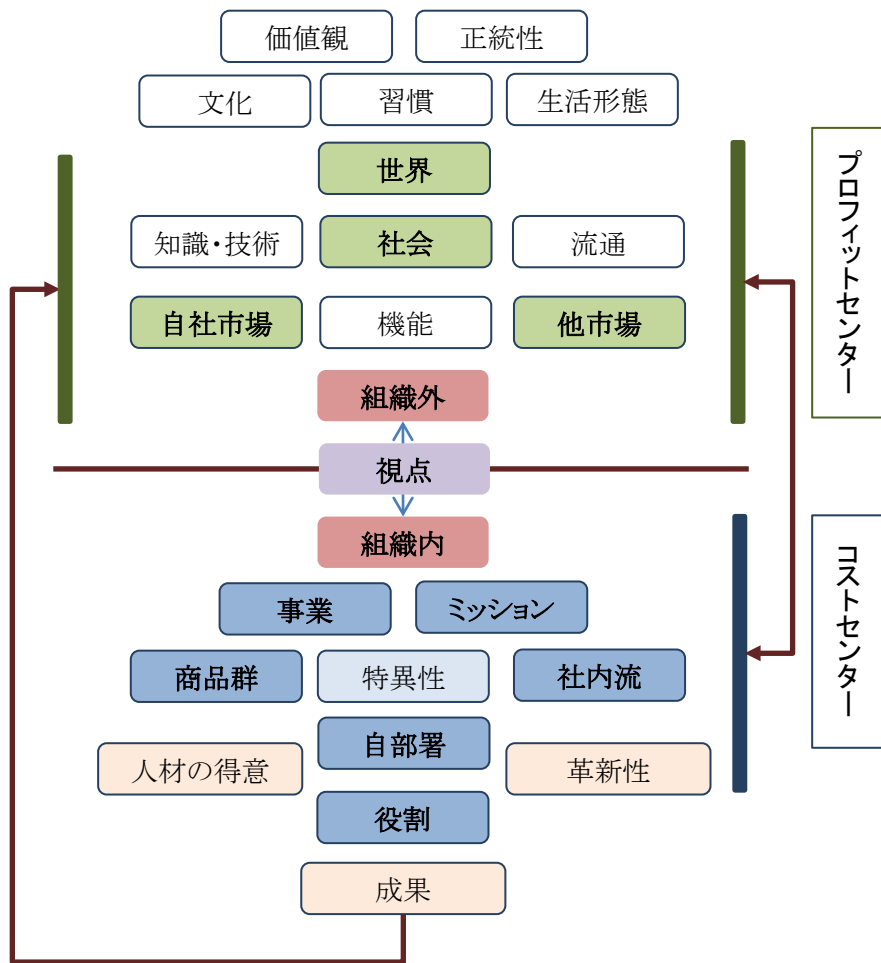 価値観
正統性
文化
習慣
生活形態
世界
知識・技術
社会
流通
自社市場
機能
他市場
組織外
視点
組織内
事業
ミッション
商品群
特異性
社内流
自部署
人材の得意
革新性
役割
成果
プロフィットセンター
コストセンター